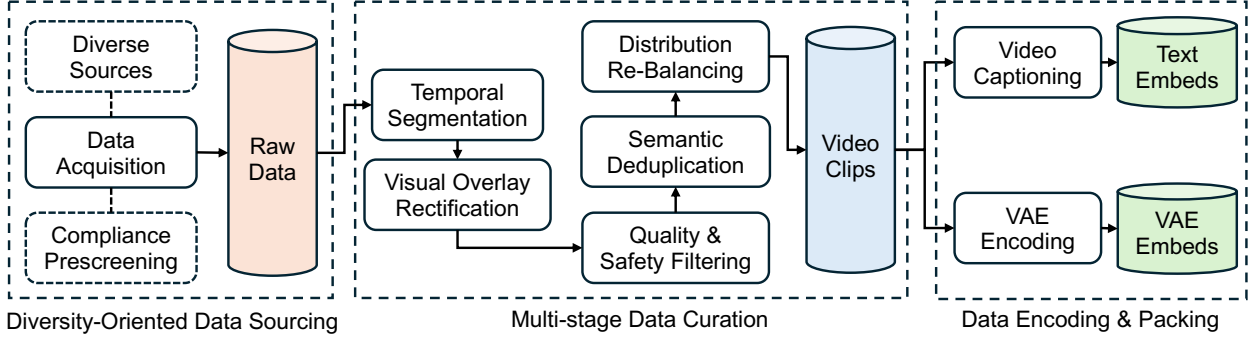 Diverse
Sources
Data
Acquisition
Compliance
Prescreening
Raw
Data
Diversity-Oriented Data Sourcing
Temporal
Segmentation
Visual Overlay
Rectification
Quality &
Safety Filtering
Semantic
Deduplication
Distribution
Re-Balancing
Video
Clips
Multi-stage Data Curation
Video
Captioning
Text
Embeds
VAE
Encoding
VAE
Embeds
Data Encoding & Packing